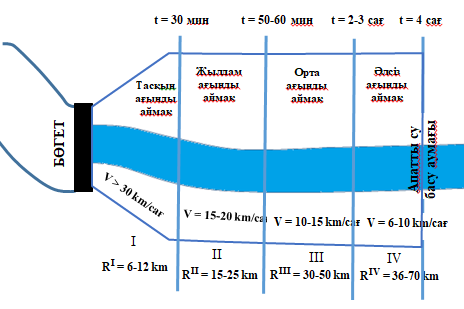 t = 30 мин t = 50-60 мин t = 2-3 сағ t = 4 сағ
Тасқын
ағынды
аймақ
Жылдам
ағынды
аймақ
Орта
ағынды
аймақ
Әлсіз
ағынды
аймақ
БӨГЕТ
Апатты су
басу аумағы
V > 30 km/сағ
V = 15-20 km/сағ
V = 10-15 km/сағ
V = 6-10 km/сағ
I
II
III
IV
R^I = 6-12 km
R^II = 15-25 km
R^III = 30-50 km
R^IV = 36-70 km